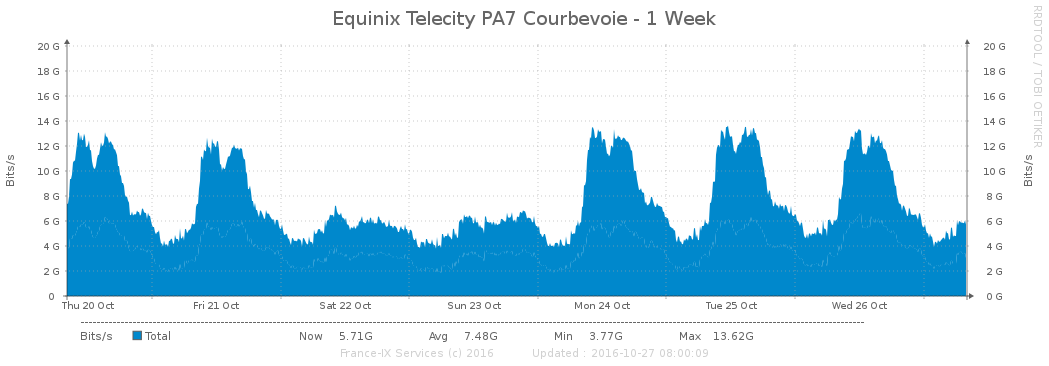 Equinix Telecity PA7 Courbevoie - 1 Week
RRDTOOL / TOBI OETIKER
Bits/s
20 G
18 G
16 G
14 G
12 G
10 G
8 G
6 G
4 G
2 G
0
20 G
18 G
16 G
14 G
12 G
10 G
8 G
6 G
4 G
2 G
0 G
Bits/s
Thu 20 Oct Fri 21 Oct Sat 22 Oct Sun 23 Oct Mon 24 Oct Tue 25 Oct Wed 26 Oct
Bits/s Total Now 5.71G Avg 7.48G Min 3.77G Max 13.62G
France-IX Services (c) 2016 Updated : 2016-10-27 08:00:09